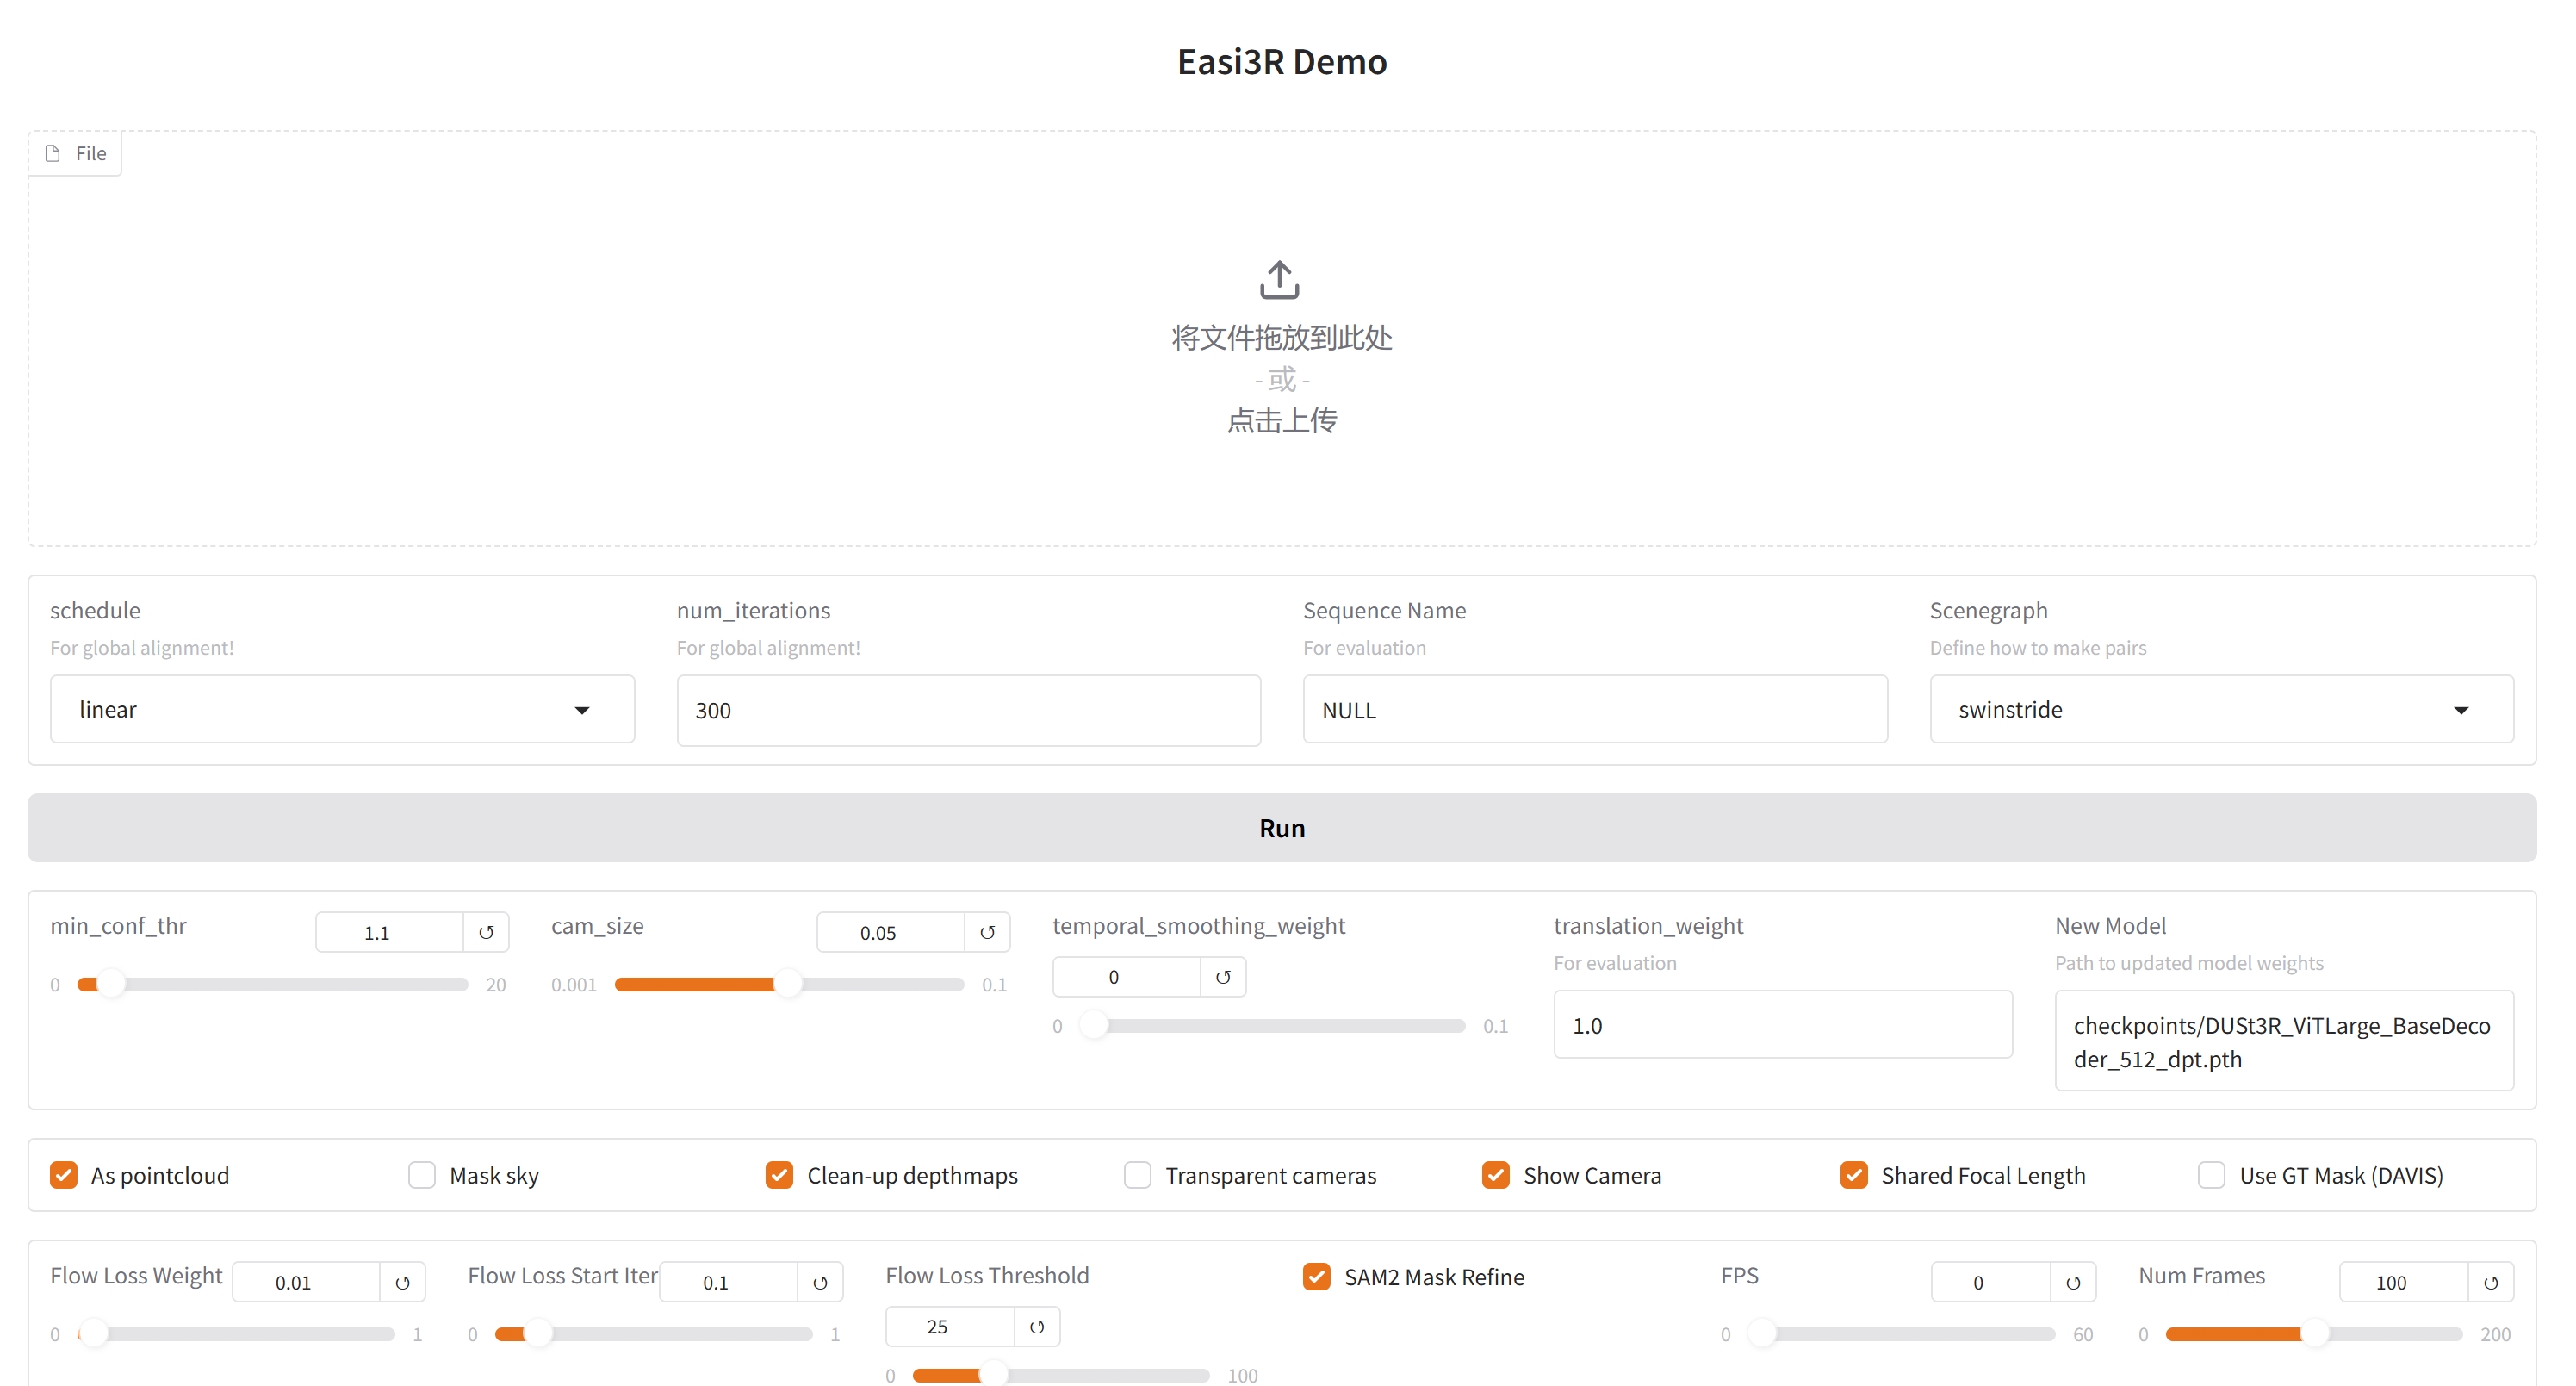 Easi3R Demo
File
将文件拖放到此处
- 或 -
点击上传
schedule
For global alignment!
linear
num_iterations
For global alignment!
300
Sequence Name
For evaluation
NULL
Scenegraph
Define how to make pairs
swinstride
Run
min_conf_thr
1.1
0
20
cam_size
0.05
0.001
0.1
temporal_smoothing_weight
0
0
0.1
translation_weight
For evaluation
1.0
New Model
Path to updated model weights
checkpoints/DUSt3R_ViTLarge_BaseDeco
der_512_dpt.pth
As pointcloud
Mask sky
Clean-up depthmaps
Transparent cameras
Show Camera
Shared Focal Length
Use GT Mask (DAVIS)
Flow Loss Weight
0.01
0
1
Flow Loss Start Iter
0.1
0
1
Flow Loss Threshold
25
0
100
SAM2 Mask Refine
FPS
0
0
60
Num Frames
100
0
200